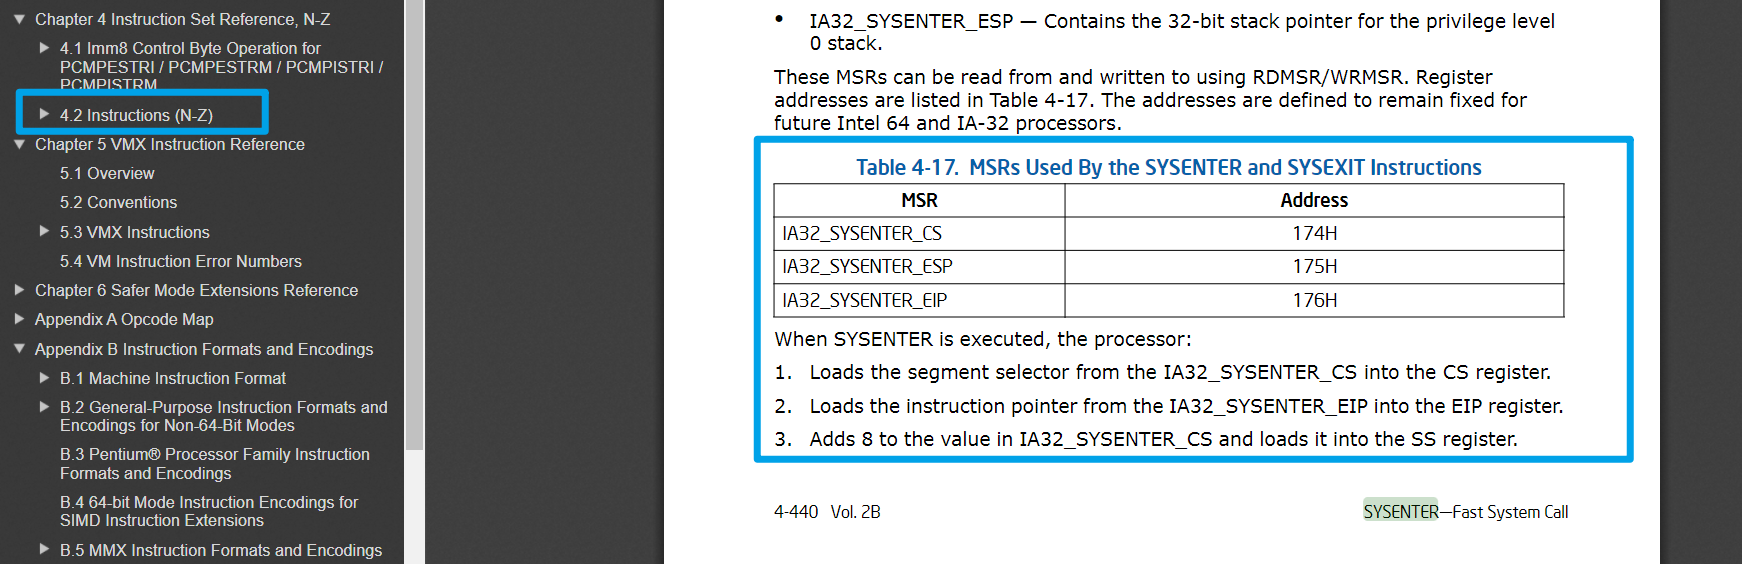 Chapter 4 Instruction Set Reference, N-Z
4.1 Imm8 Control Byte Operation for
PCMPESTRI / PCMPESTRM / PCMPISTRI /
PCMPISTRM
4.2 Instructions (N-Z)
Chapter 5 VMX Instruction Reference
5.1 Overview
5.2 Conventions
5.3 VMX Instructions
5.4 VM Instruction Error Numbers
Chapter 6 Safer Mode Extensions Reference
Appendix A Opcode Map
Appendix B Instruction Formats and Encodings
B.1 Machine Instruction Format
B.2 General-Purpose Instruction Formats and
Encodings for Non-64-Bit Modes
B.3 Pentium® Processor Family Instruction
Formats and Encodings
B.4 64-bit Mode Instruction Encodings for
SIMD Instruction Extensions
B.5 MMX Instruction Formats and Encodings
• IA32_SYSENTER_ESP — Contains the 32-bit stack pointer for the privilege level
0 stack.
These MSRs can be read from and written to using RDMSR/WRMSR. Register
addresses are listed in Table 4-17. The addresses are defined to remain fixed for
future Intel 64 and IA-32 processors.
Table 4-17. MSRs Used By the SYSENTER and SYSEXIT Instructions
MSR Address
IA32_SYSENTER_CS 174H
IA32_SYSENTER_ESP 175H
IA32_SYSENTER_EIP 176H
When SYSENTER is executed, the processor:
1. Loads the segment selector from the IA32_SYSENTER_CS into the CS register.
2. Loads the instruction pointer from the IA32_SYSENTER_EIP into the EIP register.
3. Adds 8 to the value in IA32_SYSENTER_CS and loads it into the SS register.
4-440 Vol. 2B SYSENTER—Fast System Call